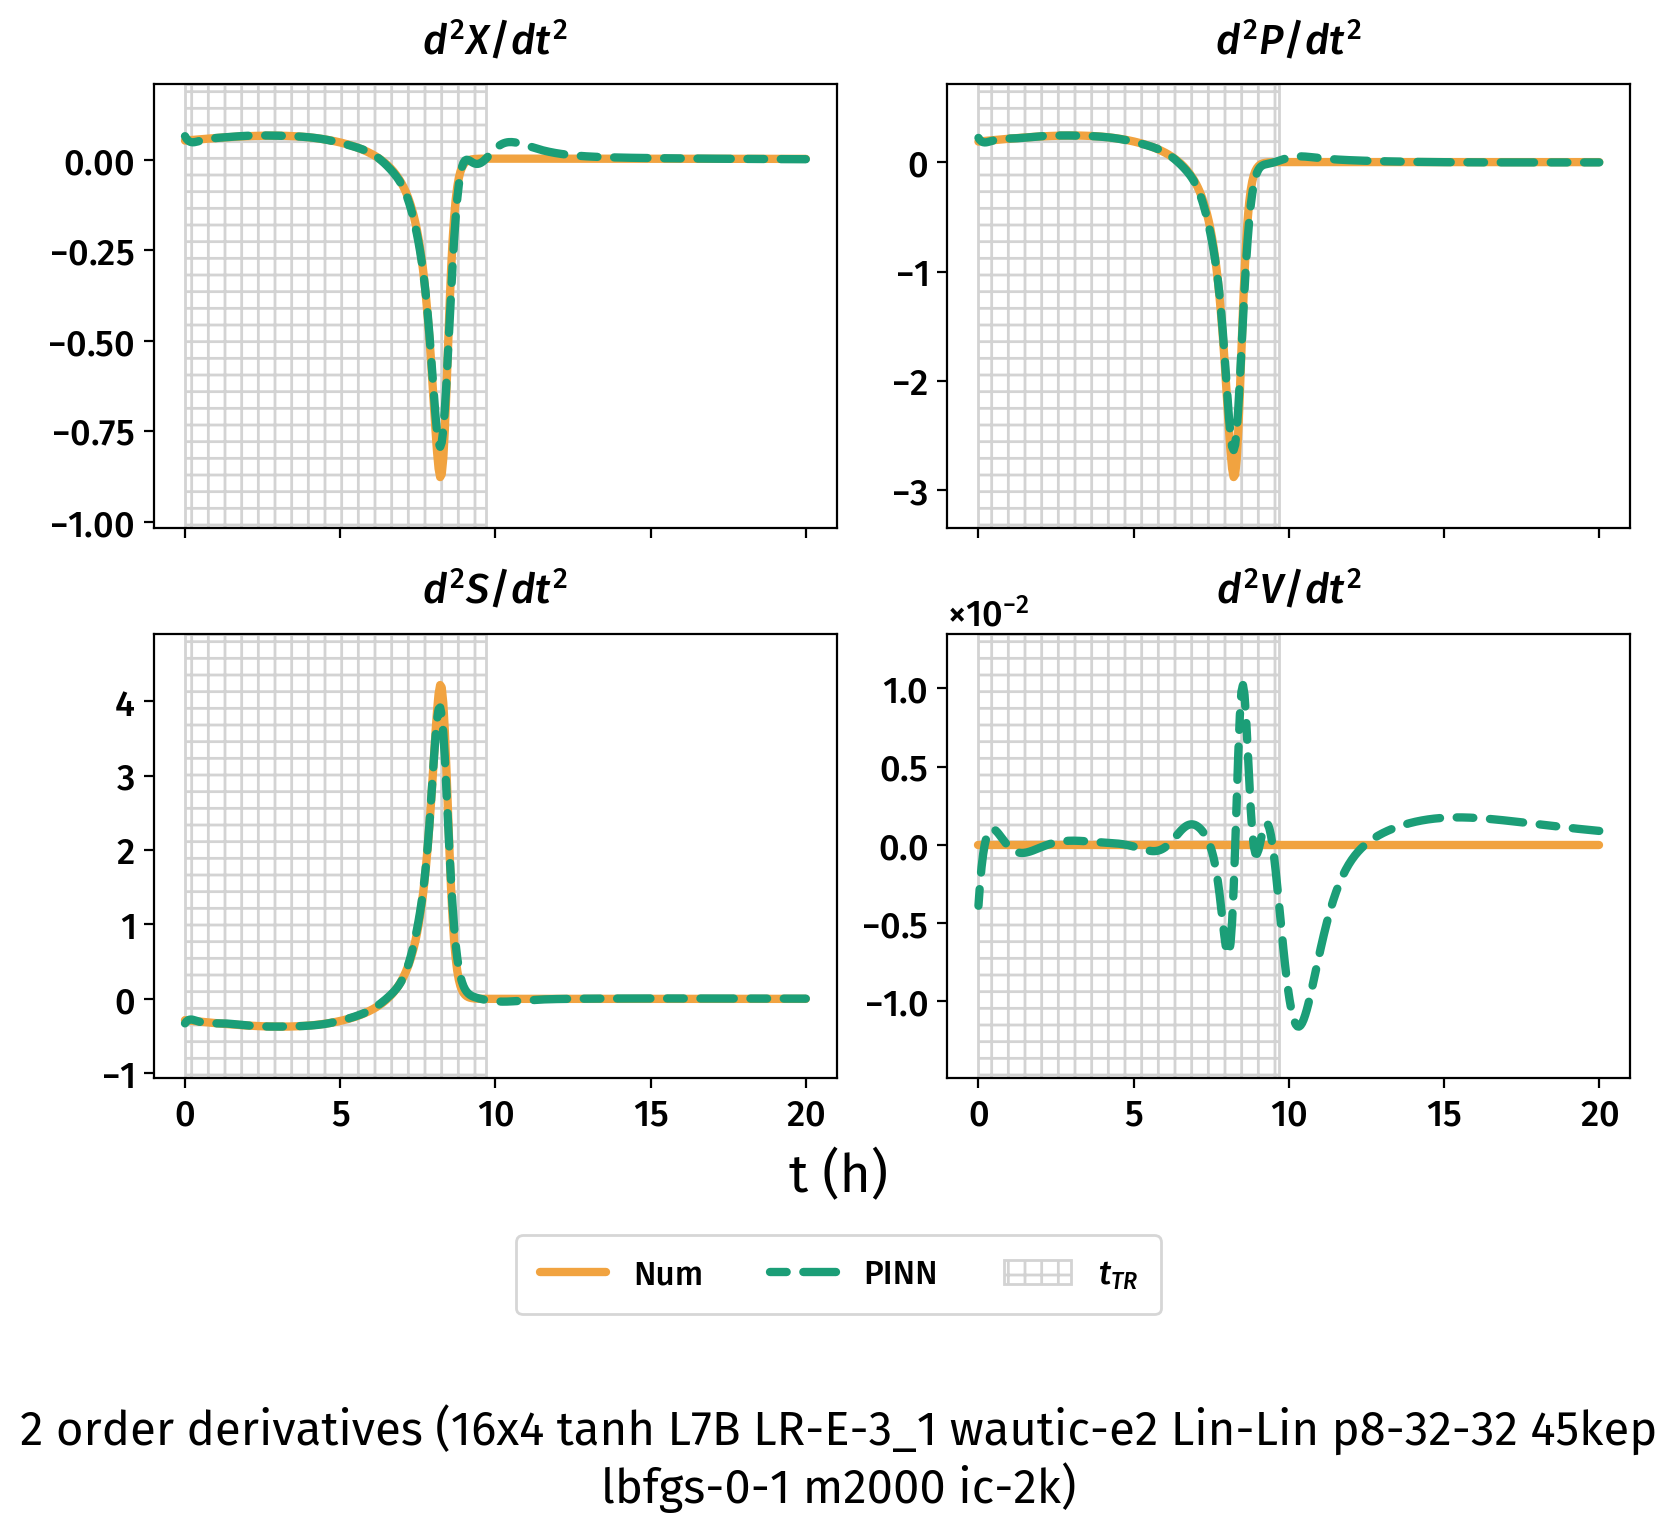 d²X/dt²
d²P/dt²
0.00
−0.25
−0.50
−0.75
−1.00
0
−1
−2
−3
d²S/dt²
d²V/dt²
×10⁻²
4
3
2
1
0
−1
1.0
0.5
0.0
−0.5
−1.0
0 5 10 15 20
0 5 10 15 20
t (h)
Num PINN t_TR
2 order derivatives (16x4 tanh L7B LR-E-3_1 wautic-e2 Lin-Lin p8-32-32 45kep
lbfgs-0-1 m2000 ic-2k)